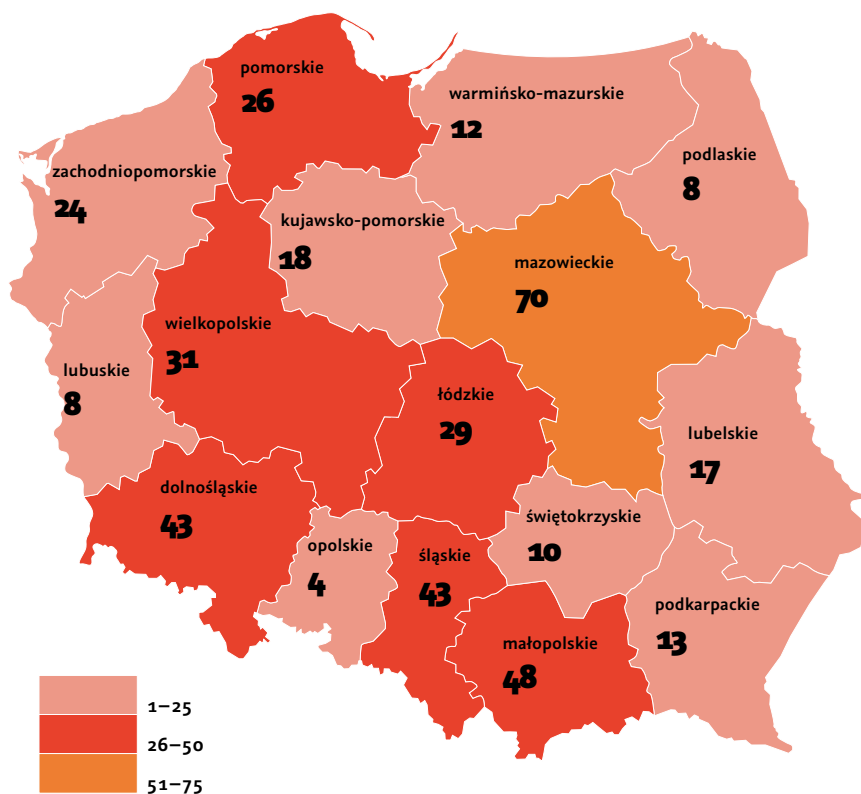 pomorskie
26
warmińsko-mazurskie
12
podlaskie
8
zachodniopomorskie
24
kujawsko-pomorskie
18
mazowieckie
70
wielkopolskie
31
lubuskie
8
łódzkie
29
lubelskie
17
dolnośląskie
43
opolskie
4
śląskie
43
świętokrzyskie
10
małopolskie
48
podkarpackie
13
1–25
26–50
51–75